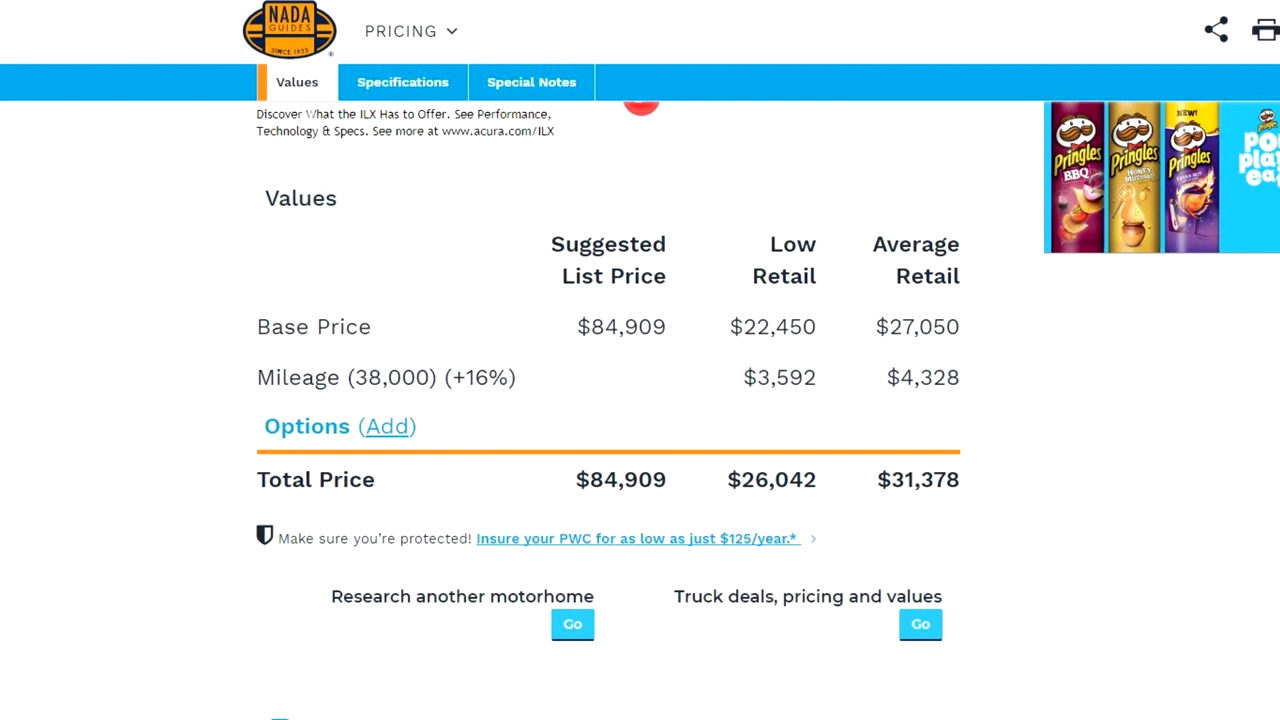 NADA
GUIDES
SINCE 1933
PRICING
Values Specifications Special Notes
Discover What the ILX Has to Offer. See Performance,
Technology & Specs. See more at www.acura.com/ILX
Pringles
BBQ
Pringles
HONEY
MUSTARD
NEW!
Pringles
Values
Suggested Low Average
List Price Retail Retail
Base Price $84,909 $22,450 $27,050
Mileage (38,000) (+16%) $3,592 $4,328
Options (Add)
Total Price $84,909 $26,042 $31,378
Make sure you're protected! Insure your PWC for as low as just $125/year.*
Research another motorhome Truck deals, pricing and values
Go Go